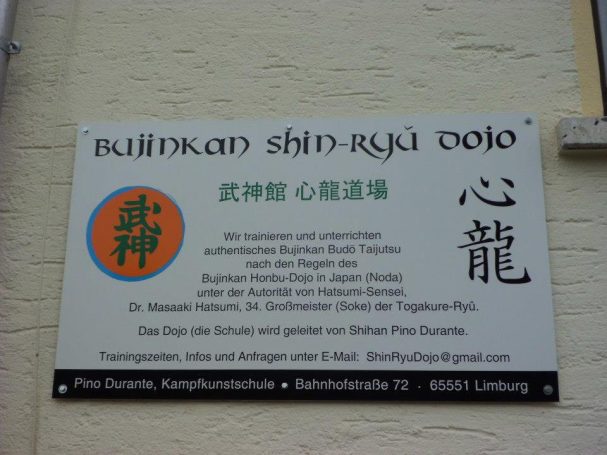 Bujinkan Shin-Ryŭ Dojo
武神館 心龍道場
武神
心龍
Wir trainieren und unterrichten
authentisches Bujinkan Budō Taijutsu
nach den Regeln des
Bujinkan Honbu-Dojo in Japan (Noda)
unter der Autorität von Hatsumi-Sensei,
Dr. Masaaki Hatsumi, 34. Großmeister (Soke) der Togakure-Ryû.
Das Dojo (die Schule) wird geleitet von Shihan Pino Durante.
Trainingszeiten, Infos und Anfragen unter E-Mail: ShinRyuDojo@gmail.com
Pino Durante, Kampfkunstschule • Bahnhofstraße 72 · 65551 Limburg